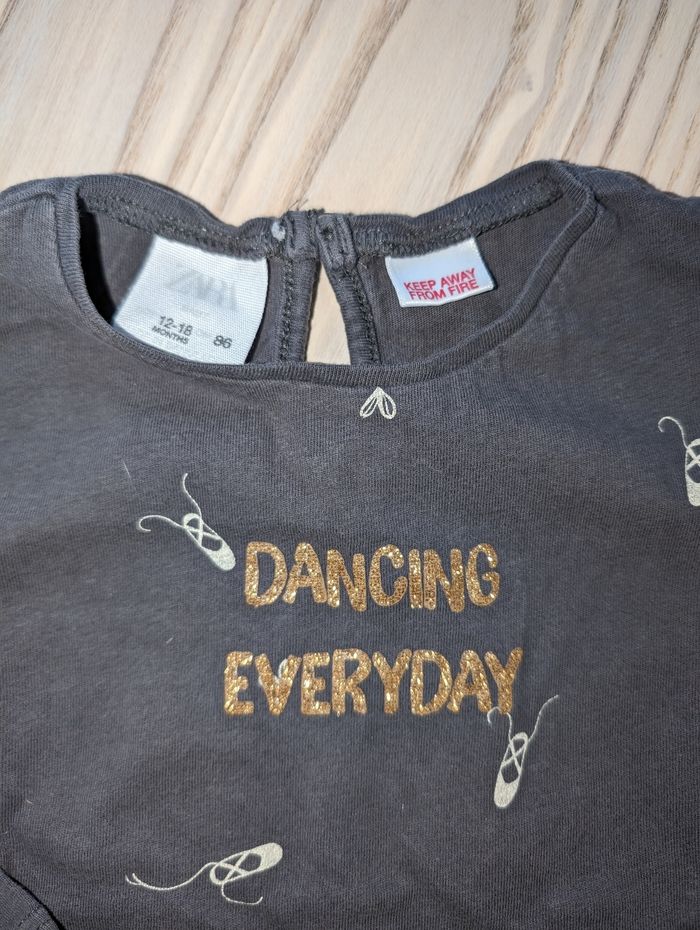 ZARA
12-18
MONTHS
86
KEEP AWAY
FROM FIRE
DANCING
EVERYDAY